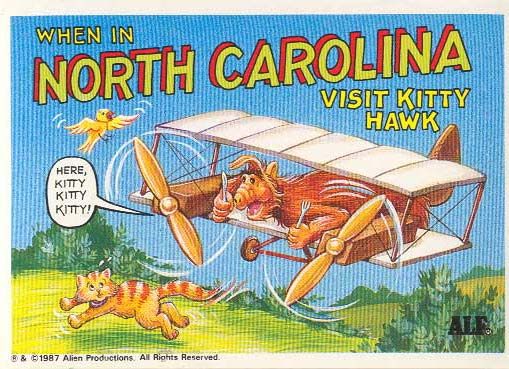 WHEN IN
NORTH CAROLINA
VISIT KITTY
HAWK
HERE,
KITTY
KITTY
KITTY!
ALF
® & ©1987 Alien Productions. All Rights Reserved.